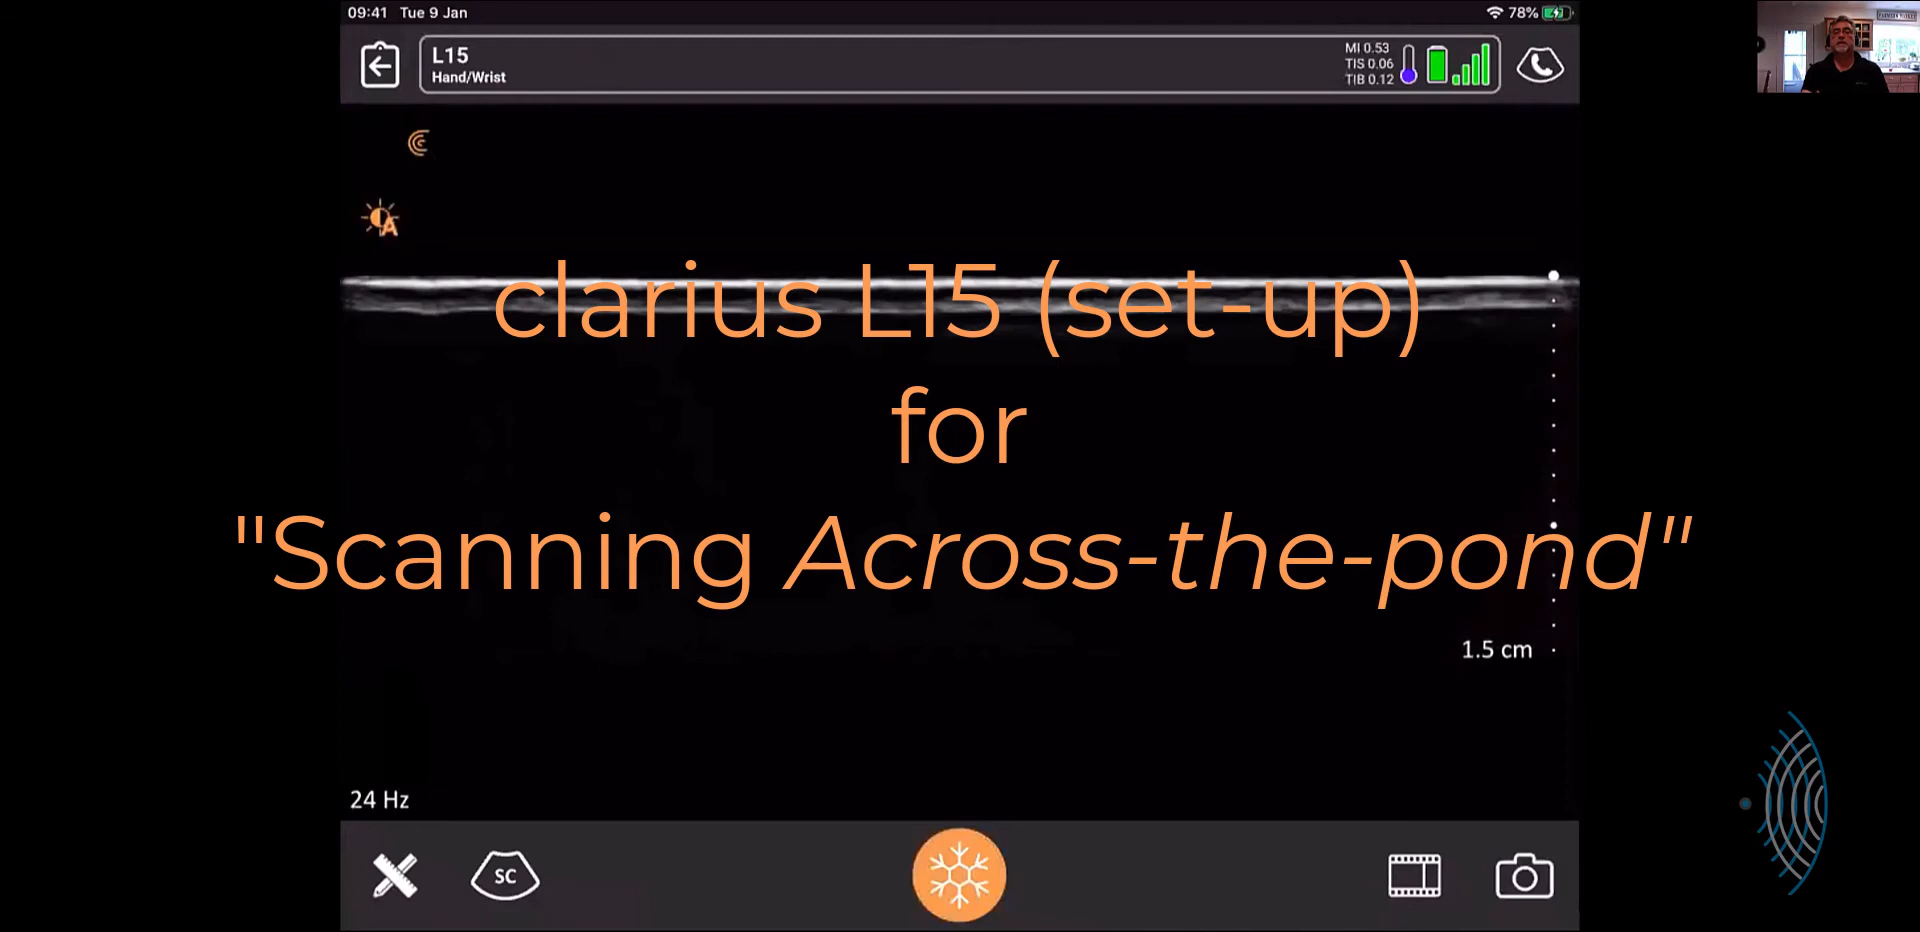 09:41 Tue 9 Jan
78%
L15
Hand/Wrist
MI 0.53
TIS 0.06
TIB 0.12
A
clarius L15 (set-up)
for
"Scanning Across-the-pond"
1.5 cm
24 Hz
SC